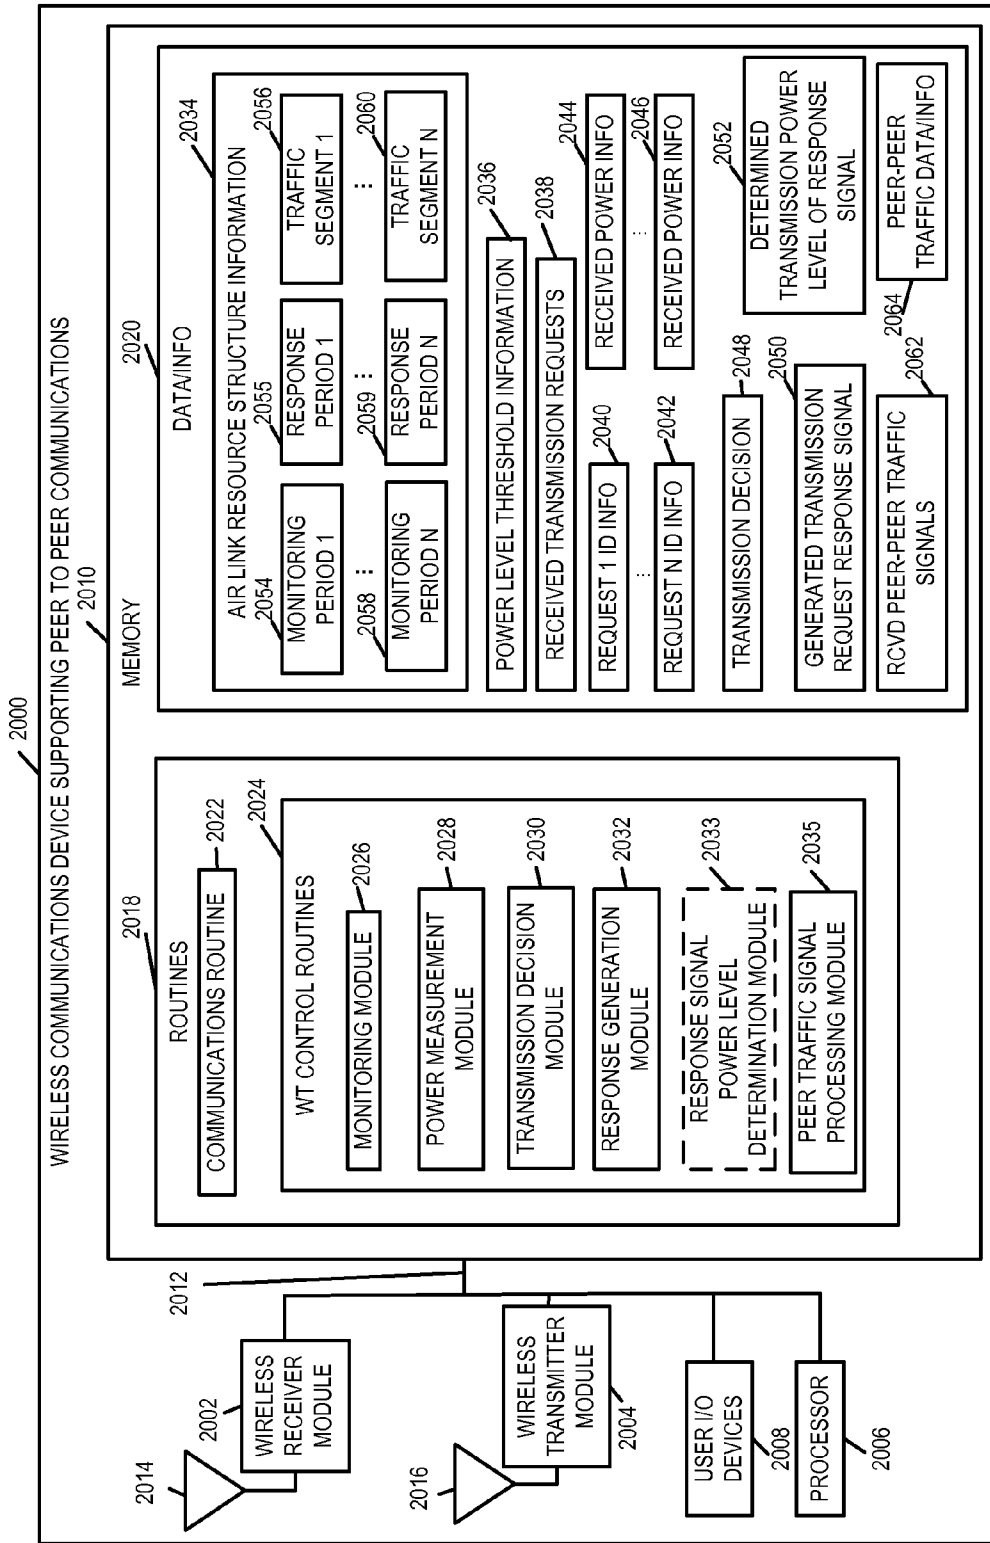 2000
WIRELESS COMMUNICATIONS DEVICE SUPPORTING PEER TO PEER COMMUNICATIONS
2010
MEMORY
2014
2002
WIRELESS
RECEIVER
MODULE
2016
WIRELESS
TRANSMITTER
MODULE
2004
USER I/O
DEVICES
2008
PROCESSOR
2006
2012
2018
ROUTINES
2022
COMMUNICATIONS ROUTINE
2024
WT CONTROL ROUTINES
2026
MONITORING MODULE
2028
POWER MEASUREMENT
MODULE
2030
TRANSMISSION DECISION
MODULE
2032
RESPONSE GENERATION
MODULE
2033
RESPONSE SIGNAL
POWER LEVEL
DETERMINATION MODULE
2035
PEER TRAFFIC SIGNAL
PROCESSING MODULE
2020
DATA/INFO
2034
AIR LINK RESOURCE STRUCTURE INFORMATION
2054
MONITORING
PERIOD 1
2055
RESPONSE
PERIOD 1
2056
TRAFFIC
SEGMENT 1
...
...
...
2058
MONITORING
PERIOD N
2059
RESPONSE
PERIOD N
2060
TRAFFIC
SEGMENT N
2036
POWER LEVEL THRESHOLD INFORMATION
2038
RECEIVED TRANSMISSION REQUESTS
2040
REQUEST 1 ID INFO
2044
RECEIVED POWER INFO
...
...
2042
REQUEST N ID INFO
2046
RECEIVED POWER INFO
2048
TRANSMISSION DECISION
2050
GENERATED TRANSMISSION
REQUEST RESPONSE SIGNAL
2052
DETERMINED
TRANSMISSION POWER
LEVEL OF RESPONSE
SIGNAL
2062
RCVD PEER-PEER TRAFFIC
SIGNALS
2064
PEER-PEER
TRAFFIC DATA/INFO